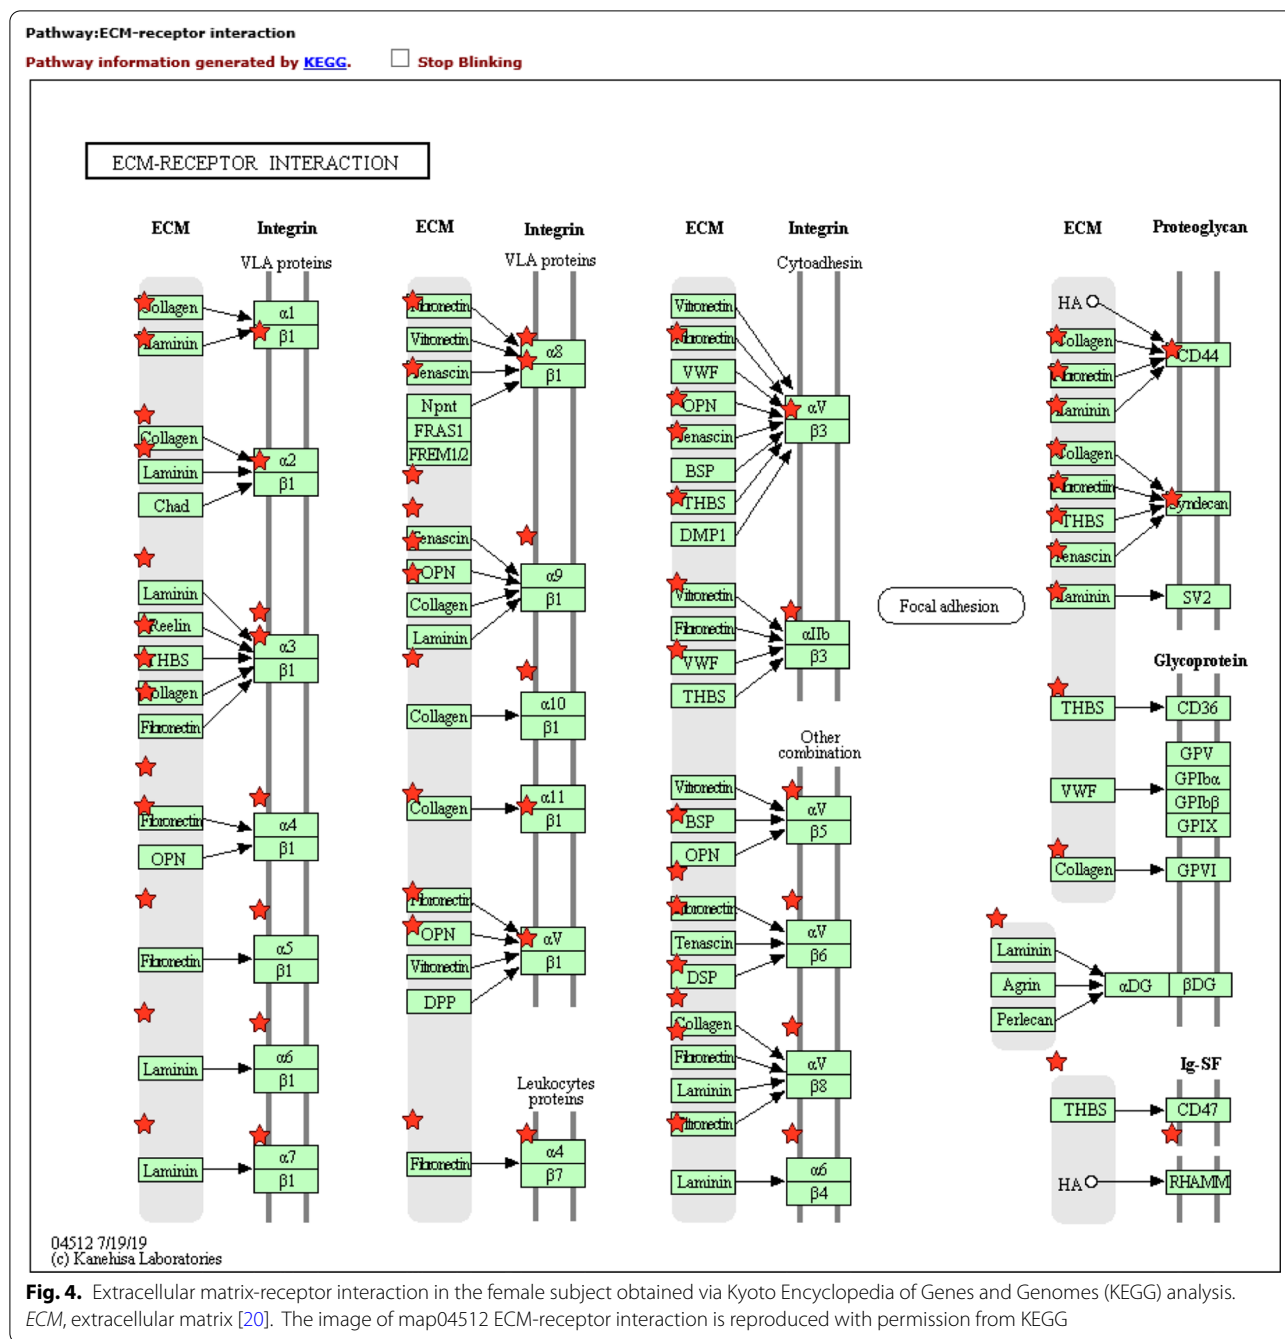 Pathway:ECM-receptor interaction
Pathway information generated by KEGG. Stop Blinking
ECM-RECEPTOR INTERACTION
ECM Integrin
VLA proteins
Collagen
Laminin
α1
β1
Collagen
Laminin
Chad
α2
β1
Laminin
Reelin
THBS
Collagen
Fibronectin
α3
β1
Fibronectin
OPN
α4
β1
Fibronectin
α5
β1
Laminin
α6
β1
Laminin
α7
β1
ECM Integrin
VLA proteins
Fibronectin
Vitronectin
Tenascin
Npnt
FRAS1
FREM1/2
α8
β1
Tenascin
OPN
Collagen
Laminin
α9
β1
Collagen
α10
β1
Collagen
α11
β1
Fibronectin
OPN
Vitronectin
DPP
αV
β1
Leukocytes
proteins
Fibronectin
α4
β7
ECM Integrin
Cytoadhesin
Vitronectin
Fibronectin
VWF
OPN
Tenascin
BSP
THBS
DMP1
αV
β3
Vitronectin
Fibronectin
VWF
THBS
αIIb
β3
Other
combination
Vitronectin
BSP
OPN
αV
β5
Fibronectin
Tenascin
DSP
αV
β6
Collagen
Fibronectin
Laminin
Vitronectin
αV
β8
Laminin
α6
β4
Focal adhesion
ECM Proteoglycan
HA
Collagen
Fibronectin
Laminin
CD44
Collagen
Fibronectin
THBS
Tenascin
Syndecan
Laminin
SV2
Glycoprotein
THBS
CD36
VWF
GPV
GPIbα
GPIbβ
GPIX
Collagen
GPVI
Laminin
Agrin
Perlecan
αDG βDG
Ig-SF
THBS
CD47
HA
RHAMM
04512 7/19/19
(c) Kanehisa Laboratories
Fig. 4. Extracellular matrix-receptor interaction in the female subject obtained via Kyoto Encyclopedia of Genes and Genomes (KEGG) analysis.
ECM, extracellular matrix [20]. The image of map04512 ECM-receptor interaction is reproduced with permission from KEGG